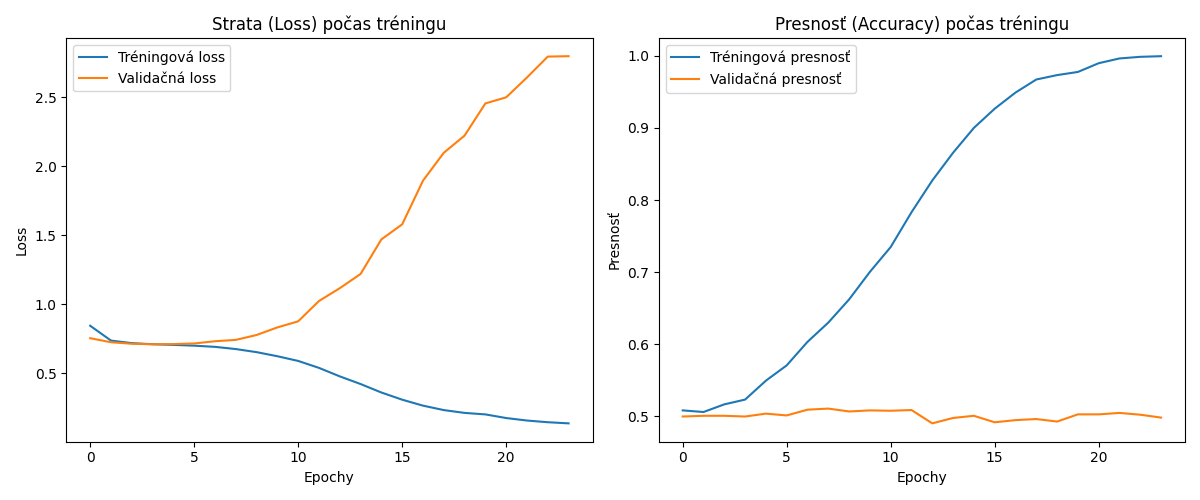 Strata (Loss) počas tréningu
Tréningová loss
Validačná loss
Loss
2.5
2.0
1.5
1.0
0.5
0 5 10 15 20
Epochy
Presnosť (Accuracy) počas tréningu
Tréningová presnosť
Validačná presnosť
Presnosť
1.0
0.9
0.8
0.7
0.6
0.5
0 5 10 15 20
Epochy